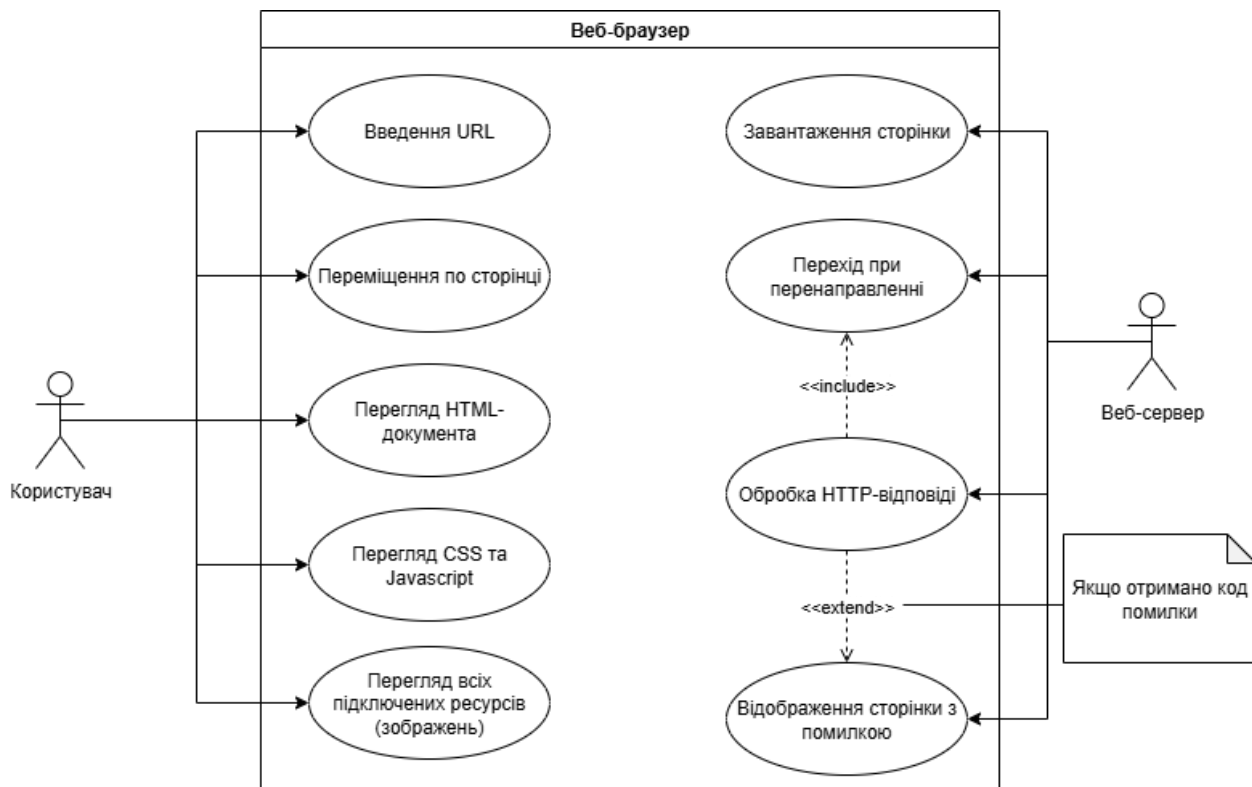 Веб-браузер
Введення URL
Завантаження сторінки
Переміщення по сторінці
Перехід при
перенаправленні
<<include>>
Веб-сервер
Перегляд HTML-
документа
Користувач
Обробка HTTP-відповіді
Перегляд CSS та
Javascript
<<extend>>
Якщо отримано код
помилки
Перегляд всіх
підключених ресурсів
(зображень)
Відображення сторінки з
помилкою